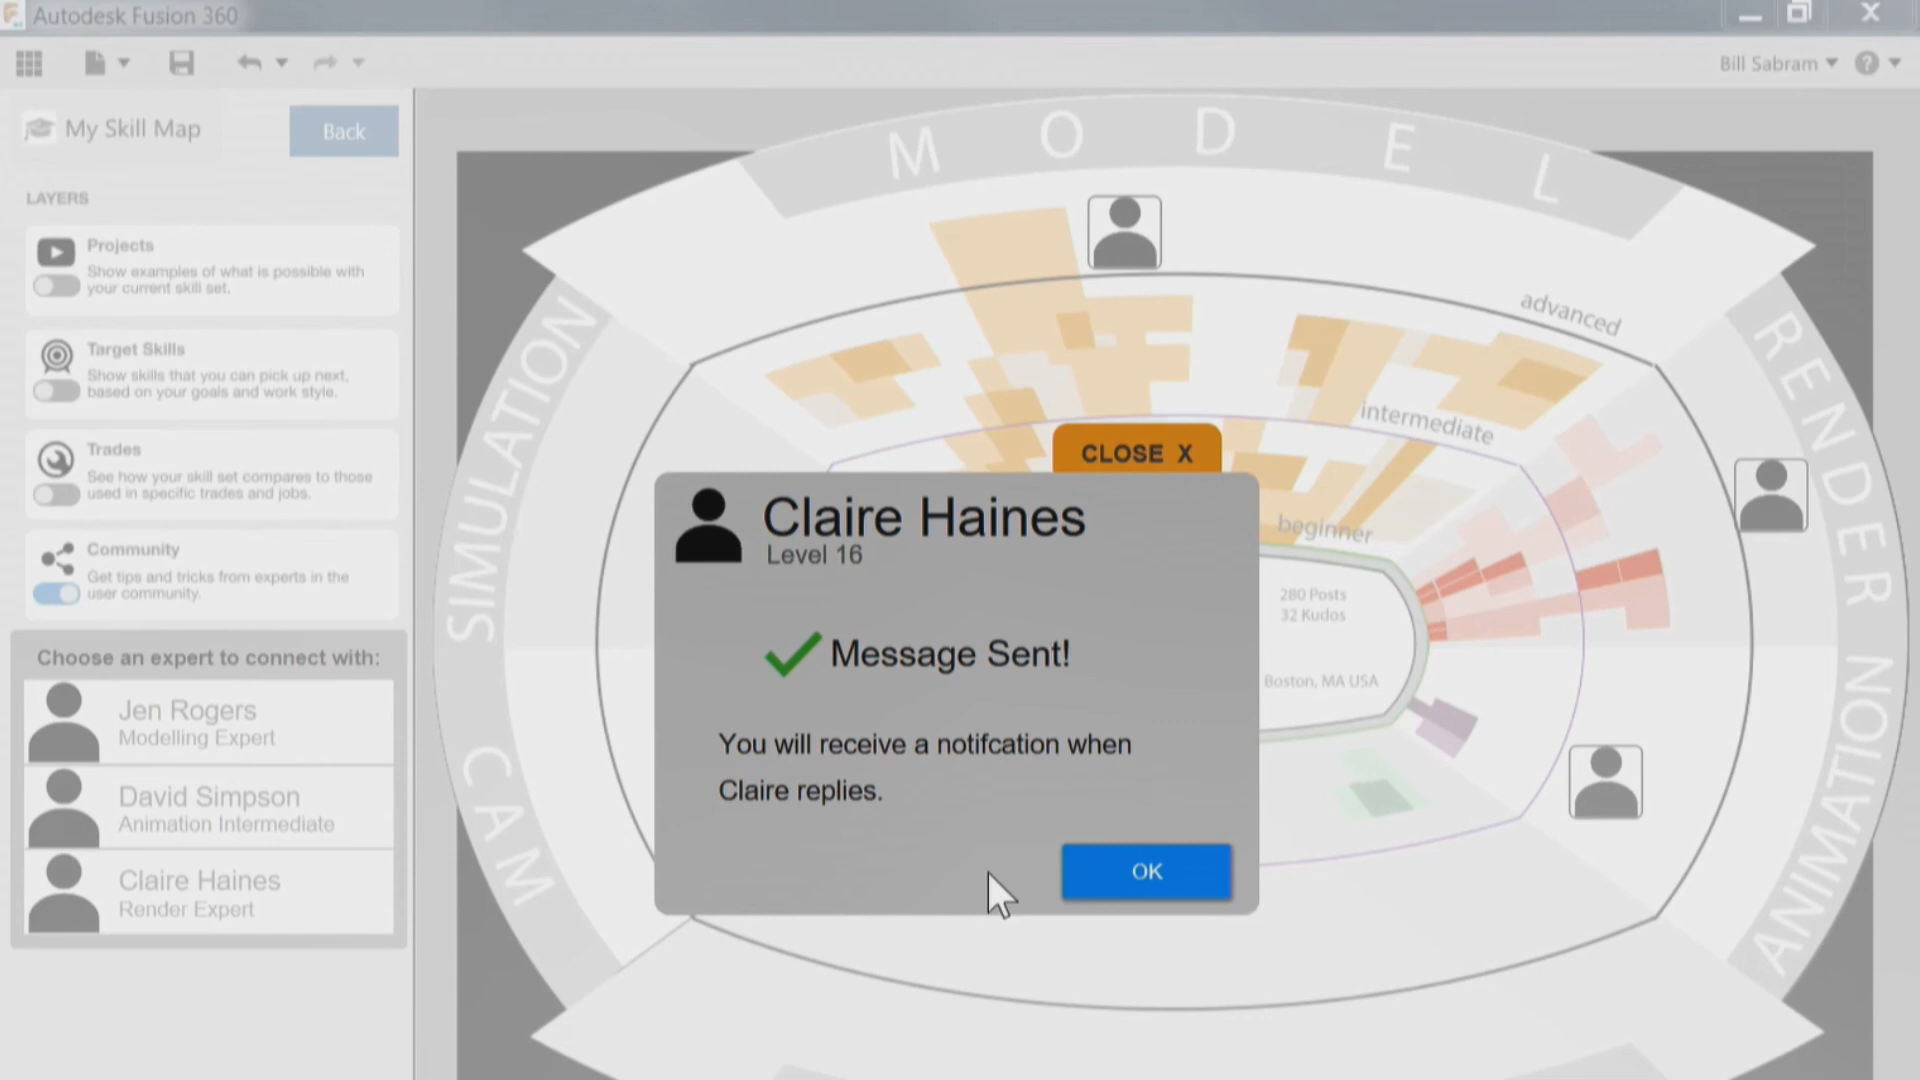 Autodesk Fusion 360
Bill Sabram
?
My Skill Map
Back
LAYERS
Projects
Show examples of what is possible with
your current skill set.
Target Skills
Show skills that you can pick up next,
based on your goals and work style.
Trades
See how your skill set compares to those
used in specific trades and jobs.
Community
Get tips and tricks from experts in the
user community.
Choose an expert to connect with:
Jen Rogers
Modelling Expert
David Simpson
Animation Intermediate
Claire Haines
Render Expert
MODEL
SIMULATION
CAM
RENDER
ANIMATION
advanced
intermediate
beginner
280 Posts
32 Kudos
Boston, MA USA
CLOSE X
Claire Haines
Level 16
Message Sent!
You will receive a notifcation when
Claire replies.
OK